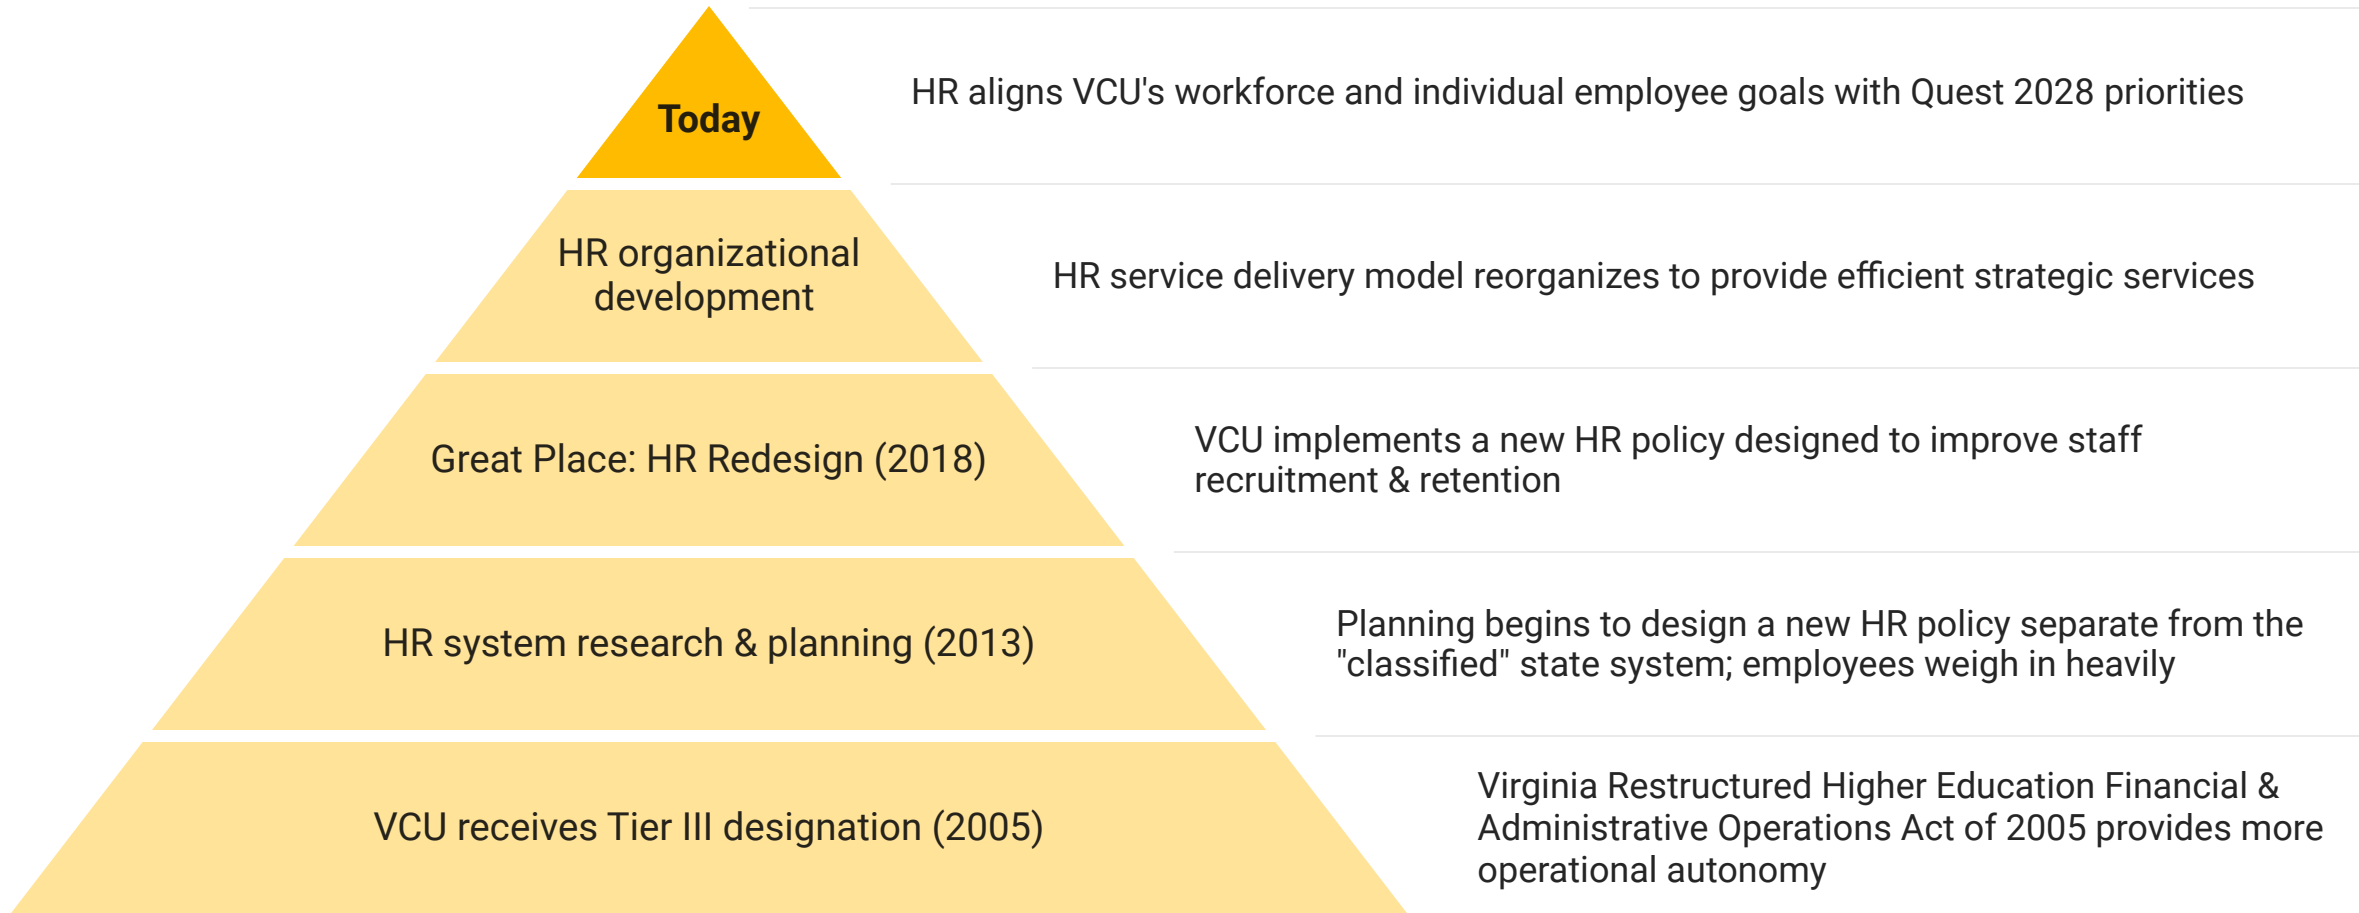 Today
HR aligns VCU's workforce and individual employee goals with Quest 2028 priorities
HR organizational
development
HR service delivery model reorganizes to provide efficient strategic services
Great Place: HR Redesign (2018)
VCU implements a new HR policy designed to improve staff
recruitment & retention
HR system research & planning (2013)
Planning begins to design a new HR policy separate from the
"classified" state system; employees weigh in heavily
VCU receives Tier III designation (2005)
Virginia Restructured Higher Education Financial &
Administrative Operations Act of 2005 provides more
operational autonomy